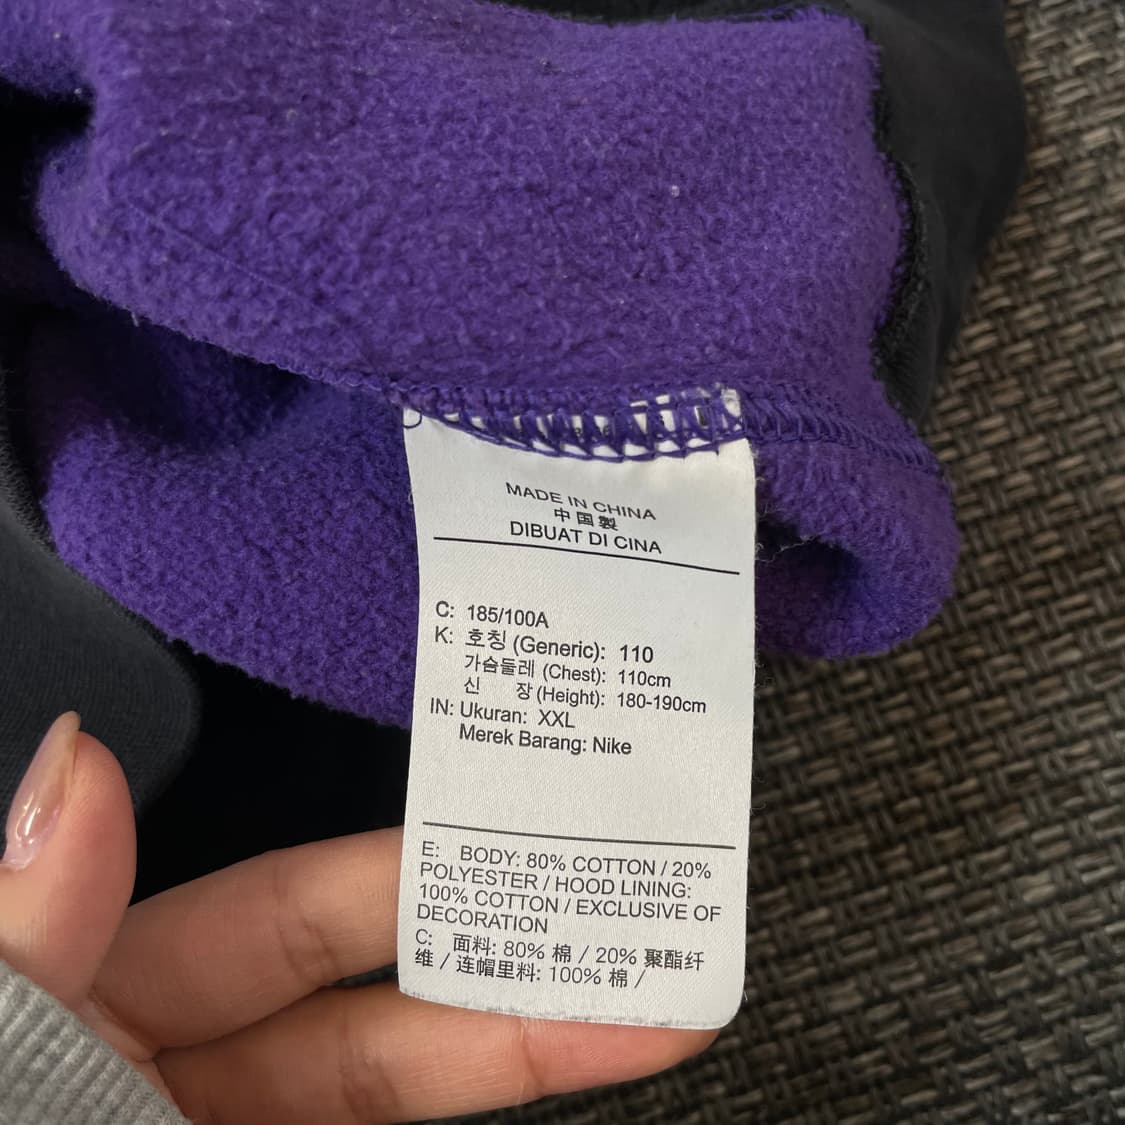 MADE IN CHINA
中国製
DIBUAT DI CINA
C: 185/100A
K: 호칭 (Generic): 110
가슴둘레 (Chest): 110cm
신 장 (Height): 180-190cm
IN: Ukuran: XXL
Merek Barang: Nike
E: BODY: 80% COTTON / 20%
POLYESTER / HOOD LINING:
100% COTTON / EXCLUSIVE OF
DECORATION
C: 面料: 80% 棉 / 20% 聚酯纤
维 / 连帽里料: 100% 棉 /